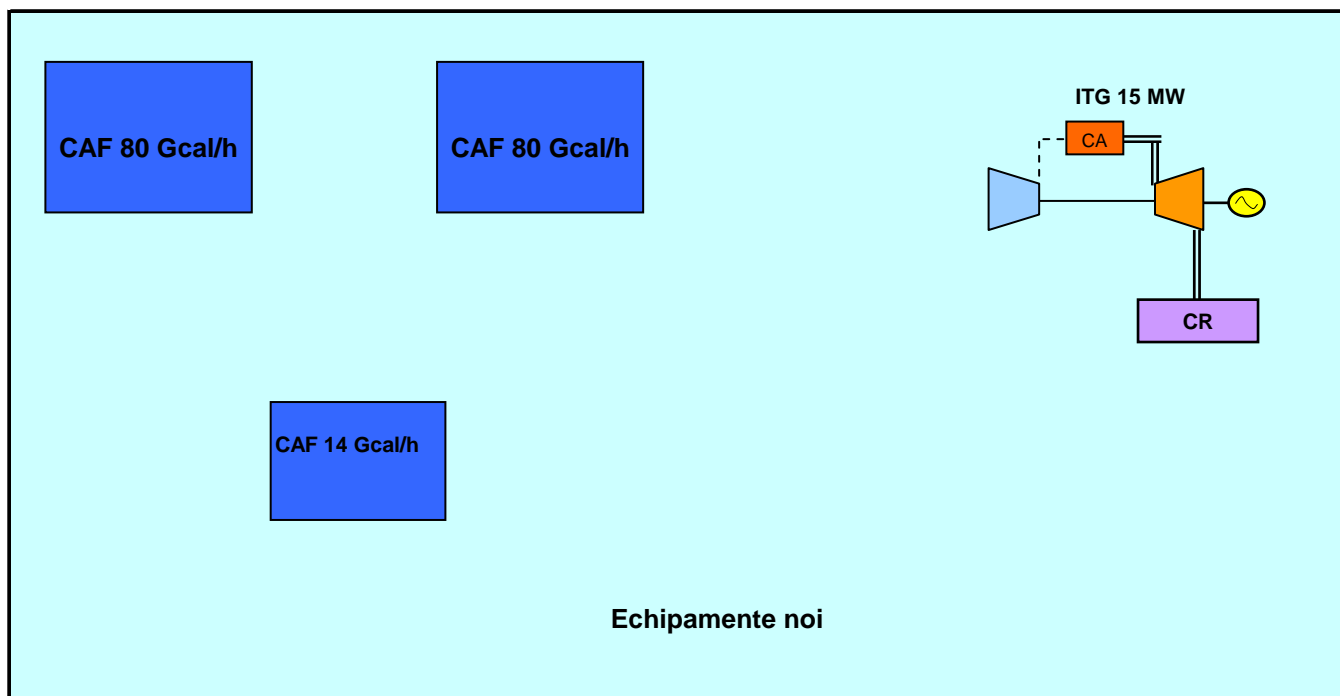 ITG 15 MW
CAF 80 Gcal/h
CAF 80 Gcal/h
CA
CR
CAF 14 Gcal/h
Echipamente noi